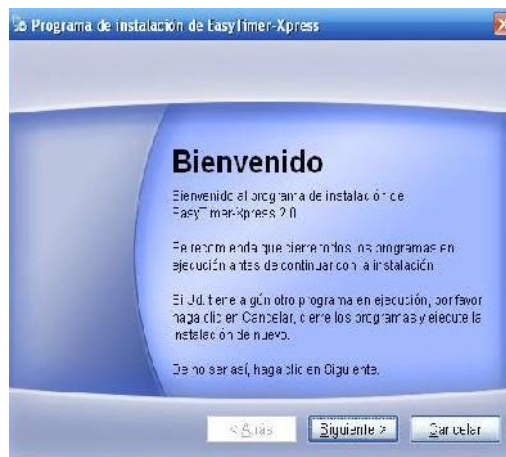 Programa de instalación de EasyTimer-Xpress
Bienvenido
Bienvenido al programa de instalación de
EasyTimer-Xpress 2.0
Se recomienda que cierre todos los programas en
ejecución antes de continuar con la instalación
Si Ud. tiene algún otro programa en ejecución, por favor
haga clic en Cancelar, cierre los programas y ejecute la
instalación de nuevo.
De no ser así, haga clic en Siguiente.
< Atrás
Siguiente >
Cancelar